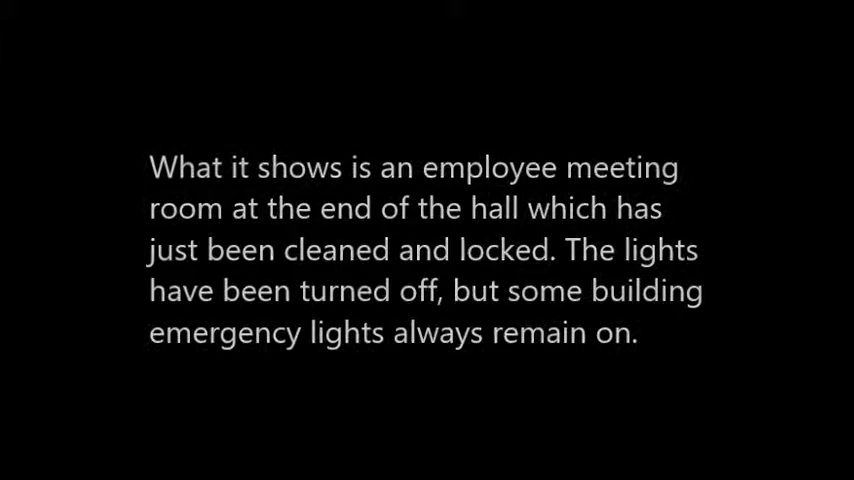 What it shows is an employee meeting
room at the end of the hall which has
just been cleaned and locked. The lights
have been turned off, but some building
emergency lights always remain on.